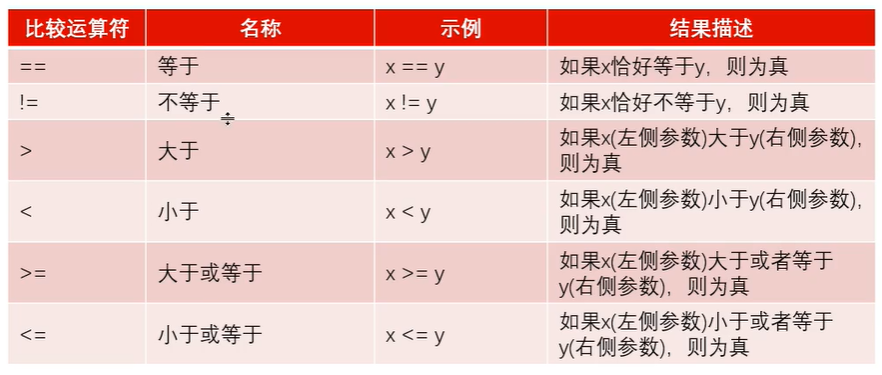 比较运算符 名称 示例 结果描述
== 等于 x == y 如果x恰好等于y，则为真
!= 不等于 x != y 如果x恰好不等于y，则为真
> 大于 x > y 如果x(左侧参数)大于y(右侧参数),
则为真
< 小于 x < y 如果x(左侧参数)小于y(右侧参数),
则为真
>= 大于或等于 x >= y 如果x(左侧参数)大于或者等于
y(右侧参数)，则为真
<= 小于或等于 x <= y 如果x(左侧参数)小于或者等于
y(右侧参数)，则为真